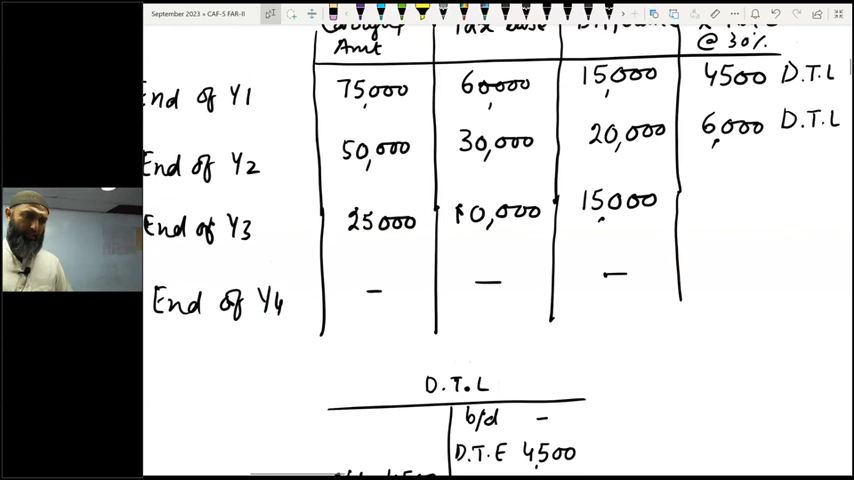 September 2023 » CAF-5 FAR-II
Amt
@ 30%
End of Y1 75,000 60000 15,000 4500 D.T.L
End of Y2 50,000 30,000 20,000 6,000 D.T.L
End of Y3 25000 10,000 15000
End of Y4 - - -
D.T.L
b/d -
D.T.E 4,500